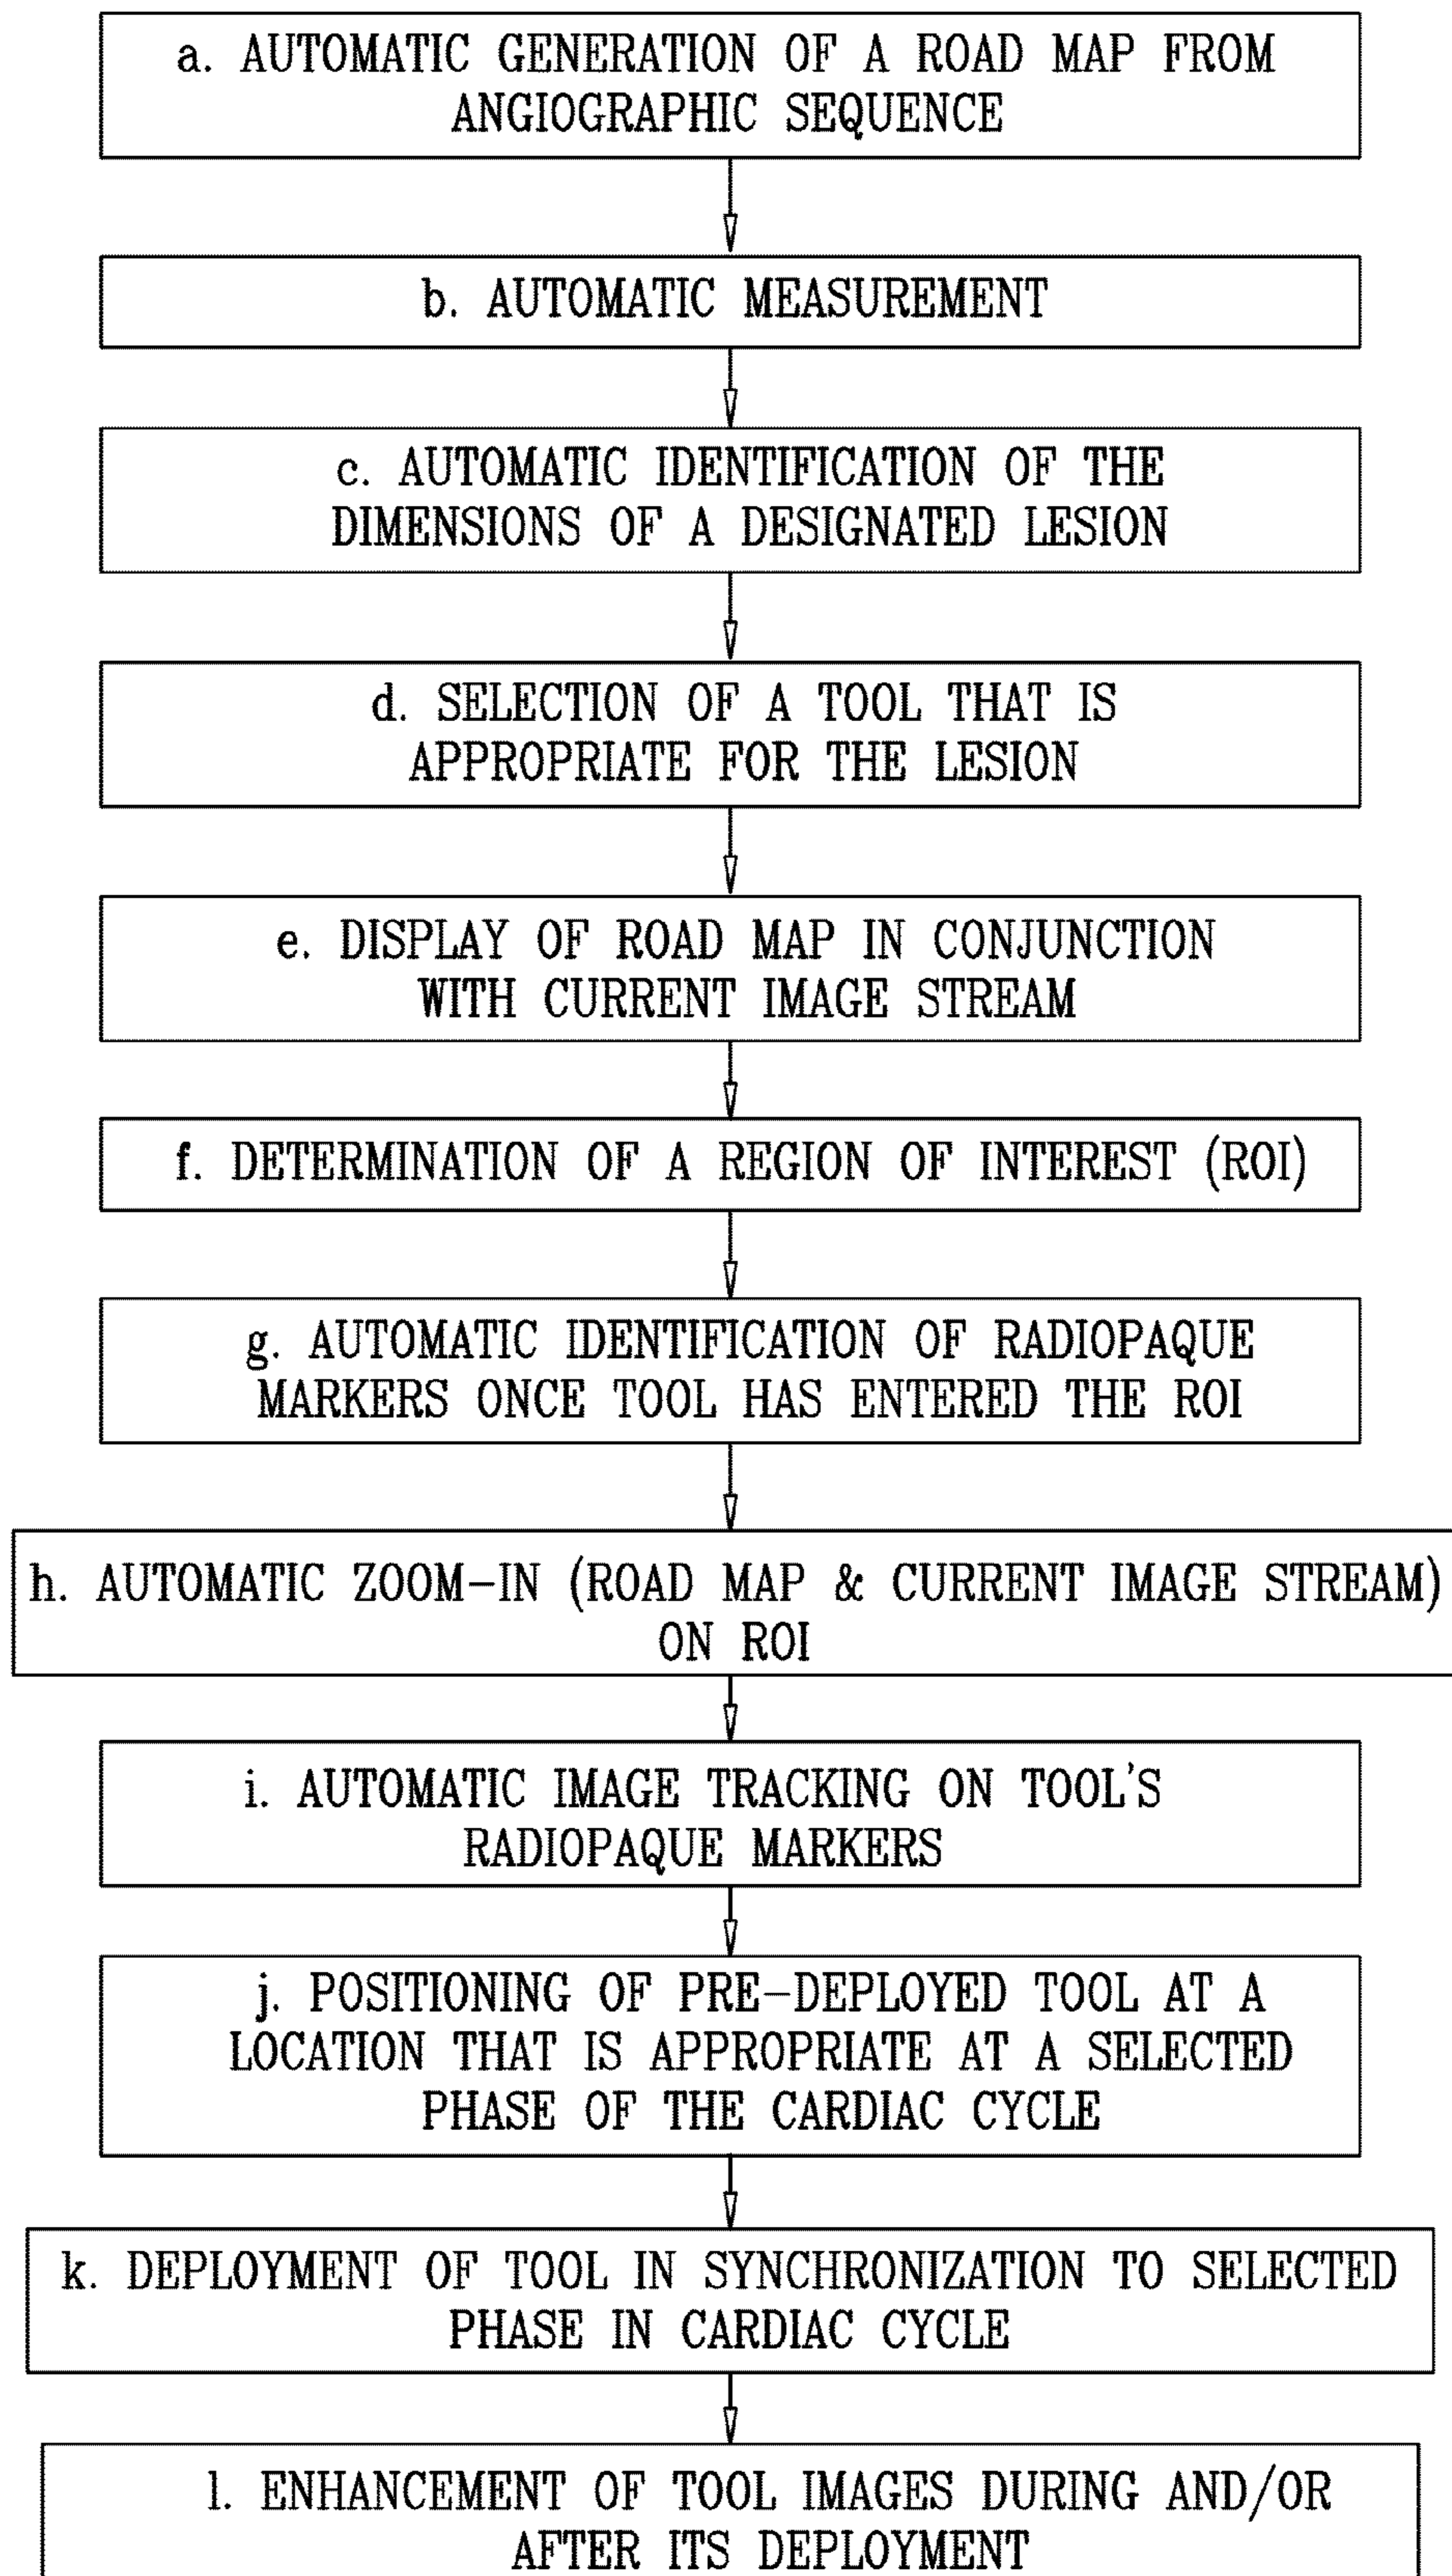 a. AUTOMATIC GENERATION OF A ROAD MAP FROM
ANGIOGRAPHIC SEQUENCE
b. AUTOMATIC MEASUREMENT
c. AUTOMATIC IDENTIFICATION OF THE
DIMENSIONS OF A DESIGNATED LESION
d. SELECTION OF A TOOL THAT IS
APPROPRIATE FOR THE LESION
e. DISPLAY OF ROAD MAP IN CONJUNCTION
WITH CURRENT IMAGE STREAM
f. DETERMINATION OF A REGION OF INTEREST (ROI)
g. AUTOMATIC IDENTIFICATION OF RADIOPAQUE
MARKERS ONCE TOOL HAS ENTERED THE ROI
h. AUTOMATIC ZOOM-IN (ROAD MAP & CURRENT IMAGE STREAM)
ON ROI
i. AUTOMATIC IMAGE TRACKING ON TOOL'S
RADIOPAQUE MARKERS
j. POSITIONING OF PRE-DEPLOYED TOOL AT A
LOCATION THAT IS APPROPRIATE AT A SELECTED
PHASE OF THE CARDIAC CYCLE
k. DEPLOYMENT OF TOOL IN SYNCHRONIZATION TO SELECTED
PHASE IN CARDIAC CYCLE
l. ENHANCEMENT OF TOOL IMAGES DURING AND/OR
AFTER ITS DEPLOYMENT